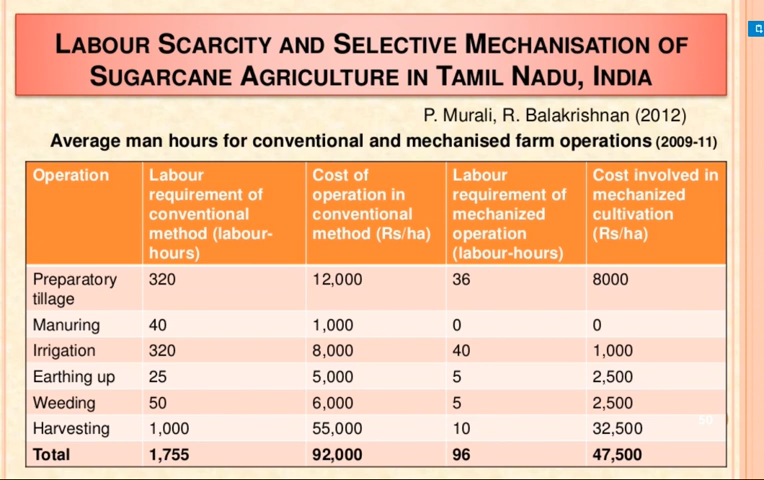 LABOUR SCARCITY AND SELECTIVE MECHANISATION OF
SUGARCANE AGRICULTURE IN TAMIL NADU, INDIA
P. Murali, R. Balakrishnan (2012)
Average man hours for conventional and mechanised farm operations (2009-11)
Operation | Labour requirement of conventional method (labour-hours) | Cost of operation in conventional method (Rs/ha) | Labour requirement of mechanized operation (labour-hours) | Cost involved in mechanized cultivation (Rs/ha)
Preparatory tillage | 320 | 12,000 | 36 | 8000
Manuring | 40 | 1,000 | 0 | 0
Irrigation | 320 | 8,000 | 40 | 1,000
Earthing up | 25 | 5,000 | 5 | 2,500
Weeding | 50 | 6,000 | 5 | 2,500
Harvesting | 1,000 | 55,000 | 10 | 32,500
Total | 1,755 | 92,000 | 96 | 47,500
50